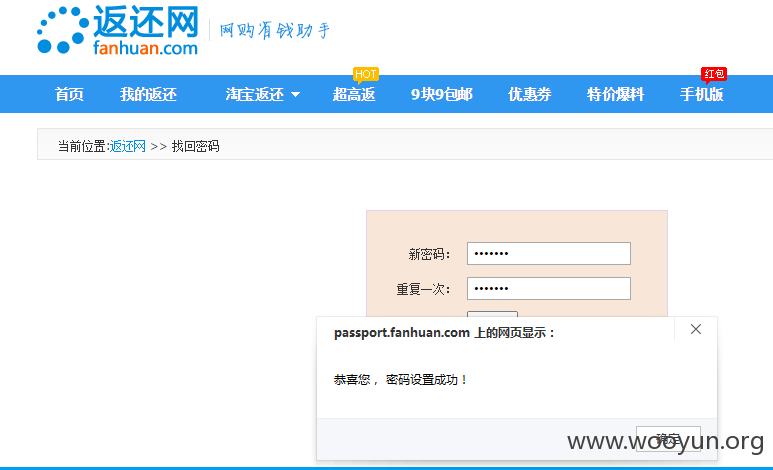 返还网
fanhuan.com
网购省钱助手
HOT
红包
首页 我的返还 淘宝返还 超高返 9块9包邮 优惠券 特价爆料 手机版
当前位置:返还网 >> 找回密码
新密码：
重复一次：
passport.fanhuan.com 上的网页显示：
恭喜您， 密码设置成功！
确定
www.wooyun.org